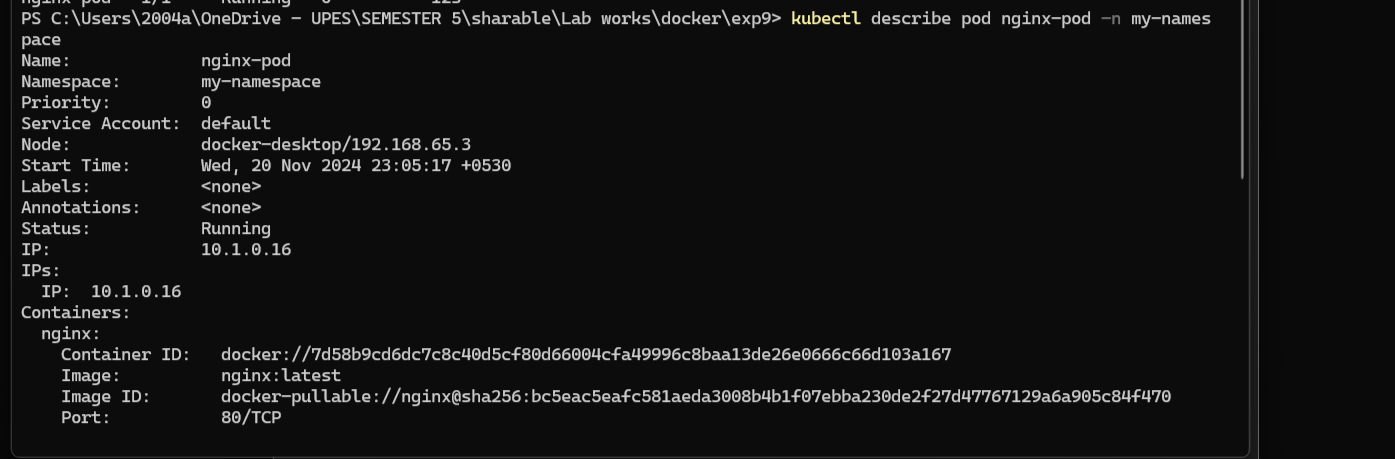 PS C:\Users\2004a\OneDrive - UPES\SEMESTER 5\sharable\Lab works\docker\exp9> kubectl describe pod nginx-pod -n my-names
pace
Name:             nginx-pod
Namespace:        my-namespace
Priority:         0
Service Account:  default
Node:             docker-desktop/192.168.65.3
Start Time:       Wed, 20 Nov 2024 23:05:17 +0530
Labels:           <none>
Annotations:      <none>
Status:           Running
IP:               10.1.0.16
IPs:
  IP:  10.1.0.16
Containers:
  nginx:
    Container ID:   docker://7d58b9cd6dc7c8c40d5cf80d66004cfa49996c8baa13de26e0666c66d103a167
    Image:          nginx:latest
    Image ID:       docker-pullable://nginx@sha256:bc5eac5eafc581aeda3008b4b1f07ebba230de2f27d47767129a6a905c84f470
    Port:           80/TCP